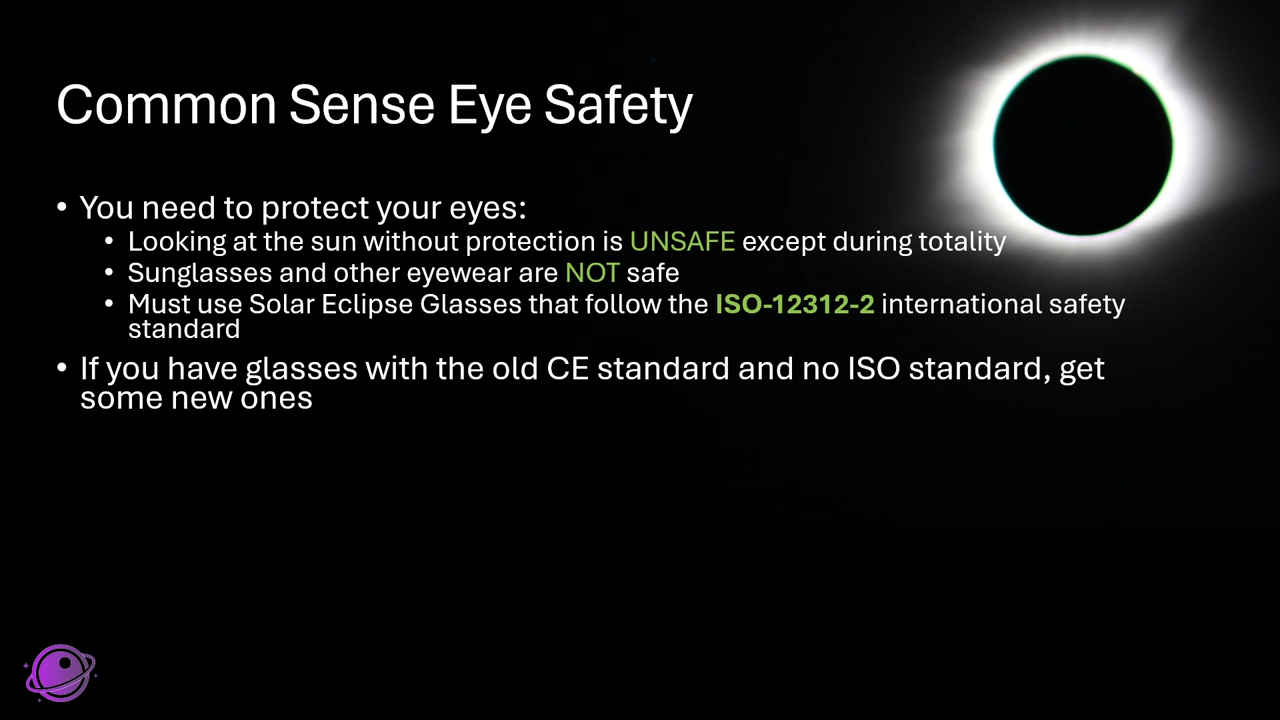 Common Sense Eye Safety
• You need to protect your eyes:
• Looking at the sun without protection is UNSAFE except during totality
• Sunglasses and other eyewear are NOT safe
• Must use Solar Eclipse Glasses that follow the ISO-12312-2 international safety
standard
• If you have glasses with the old CE standard and no ISO standard, get
some new ones